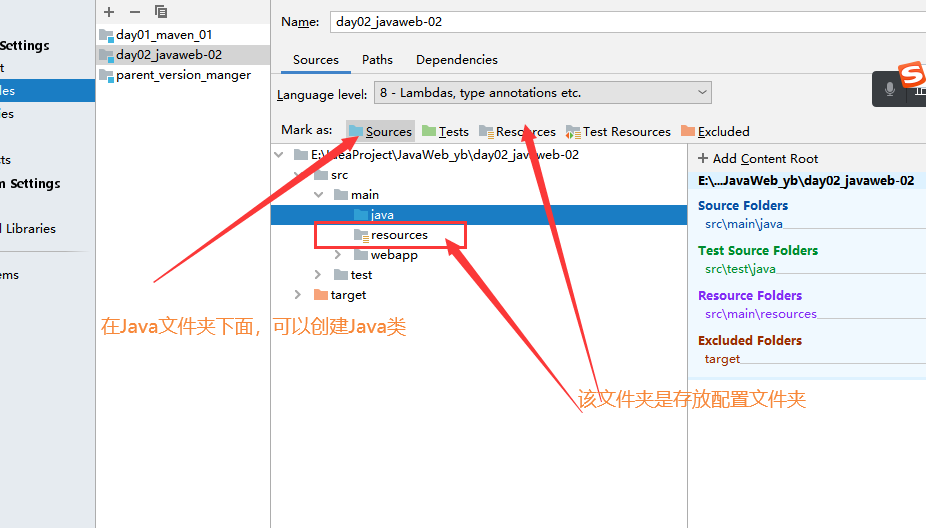 Settings
t
les
es
ts
m Settings
l Libraries
ems
day01_maven_01
day02_javaweb-02
parent_version_manger
Name: day02_javaweb-02
Sources Paths Dependencies
Language level: 8 - Lambdas, type annotations etc.
Mark as: Sources Tests Resources Test Resources Excluded
E:\IdeaProject\JavaWeb_yb\day02_javaweb-02
src
main
java
resources
webapp
test
target
在Java文件夹下面，可以创建Java类
该文件夹是存放配置文件夹
Add Content Root
E:\...JavaWeb_yb\day02_javaweb-02
Source Folders
src\main\java
Test Source Folders
src\test\java
Resource Folders
src\main\resources
Excluded Folders
target
S